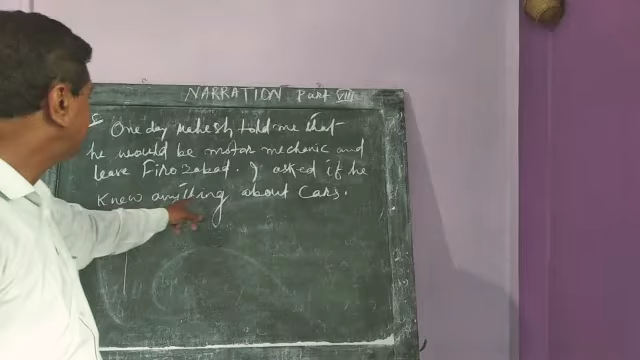 NARRATION Part VIII
One day Mahesh told me that
he would be motor mechanic and
leave Firozabad. I asked if he
Knew anything about Cars.